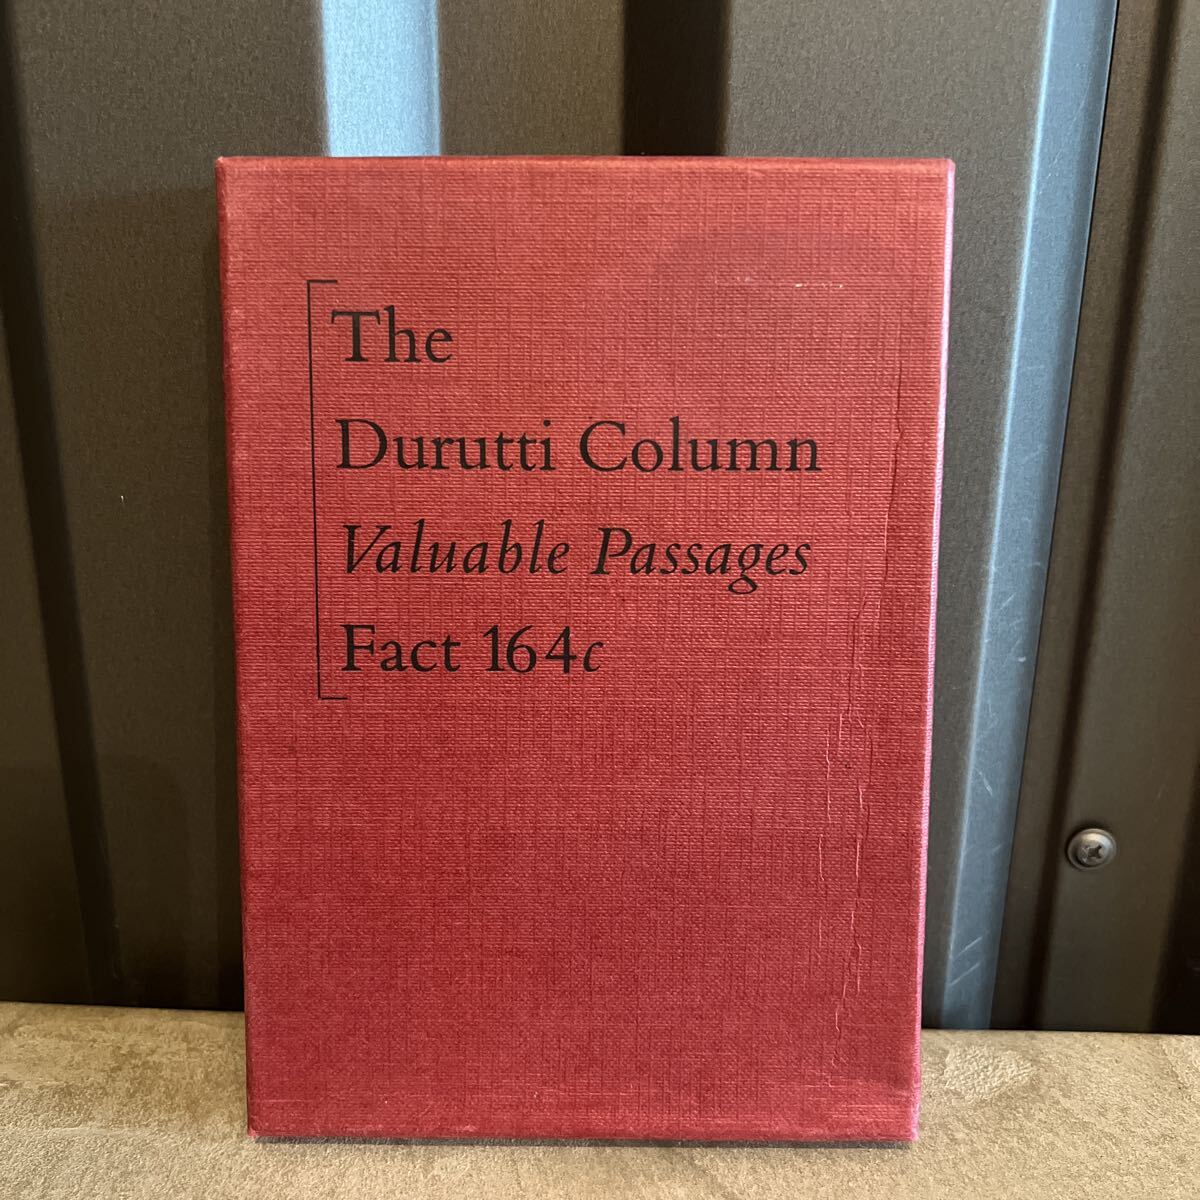 The
Durutti Column
Valuable Passages
Fact 164c